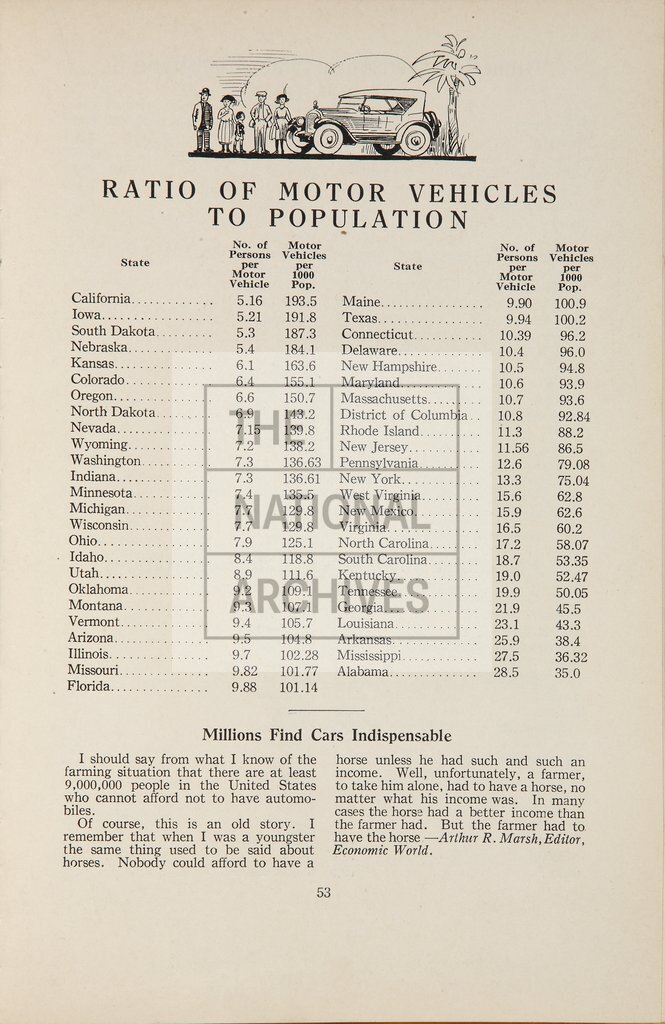 RATIO OF MOTOR VEHICLES
TO POPULATION
State No. of Persons per Motor Vehicle Motor Vehicles per 1000 Pop.
California............ 5.16 193.5
Iowa............ 5.21 191.8
South Dakota......... 5.3 187.3
Nebraska............. 5.4 184.1
Kansas............... 6.1 163.6
Colorado............. 6.4 155.1
Oregon............... 6.6 150.7
North Dakota......... 6.9 143.2
Nevada............... 7.15 139.8
Wyoming.............. 7.2 138.2
Washington........... 7.3 136.63
Indiana.............. 7.3 136.61
Minnesota............ 7.4 135.5
Michigan............. 7.7 129.8
Wisconsin............ 7.7 129.8
Ohio................. 7.9 125.1
Idaho................ 8.4 118.8
Utah................. 8.9 111.6
Oklahoma............. 9.2 109.1
Montana.............. 9.3 107.1
Vermont.............. 9.4 105.7
Arizona.............. 9.5 104.8
Illinois............. 9.7 102.28
Missouri............. 9.82 101.77
Florida.............. 9.88 101.14
State No. of Persons per Motor Vehicle Motor Vehicles per 1000 Pop.
Maine................ 9.90 100.9
Texas................ 9.94 100.2
Connecticut.......... 10.39 96.2
Delaware............. 10.4 96.0
New Hampshire........ 10.5 94.8
Maryland............. 10.6 93.9
Massachusetts........ 10.7 93.6
District of Columbia.. 10.8 92.84
Rhode Island......... 11.3 88.2
New Jersey........... 11.56 86.5
Pennsylvania......... 12.6 79.08
New York............. 13.3 75.04
West Virginia........ 15.6 62.8
New Mexico........... 15.9 62.6
Virginia............. 16.5 60.2
North Carolina....... 17.2 58.07
South Carolina....... 18.7 53.35
Kentucky............. 19.0 52.47
Tennessee............ 19.9 50.05
Georgia.............. 21.9 45.5
Louisiana............ 23.1 43.3
Arkansas............. 25.9 38.4
Mississippi.......... 27.5 36.32
Alabama.............. 28.5 35.0
THE
NATIONAL
ARCHIVES
Millions Find Cars Indispensable
I should say from what I know of the
farming situation that there are at least
9,000,000 people in the United States
who cannot afford not to have automo-
biles.
Of course, this is an old story. I
remember that when I was a youngster
the same thing used to be said about
horses. Nobody could afford to have a
horse unless he had such and such an
income. Well, unfortunately, a farmer,
to take him alone, had to have a horse, no
matter what his income was. In many
cases the horse had a better income than
the farmer had. But the farmer had to
have the horse —Arthur R. Marsh, Editor,
Economic World.
53